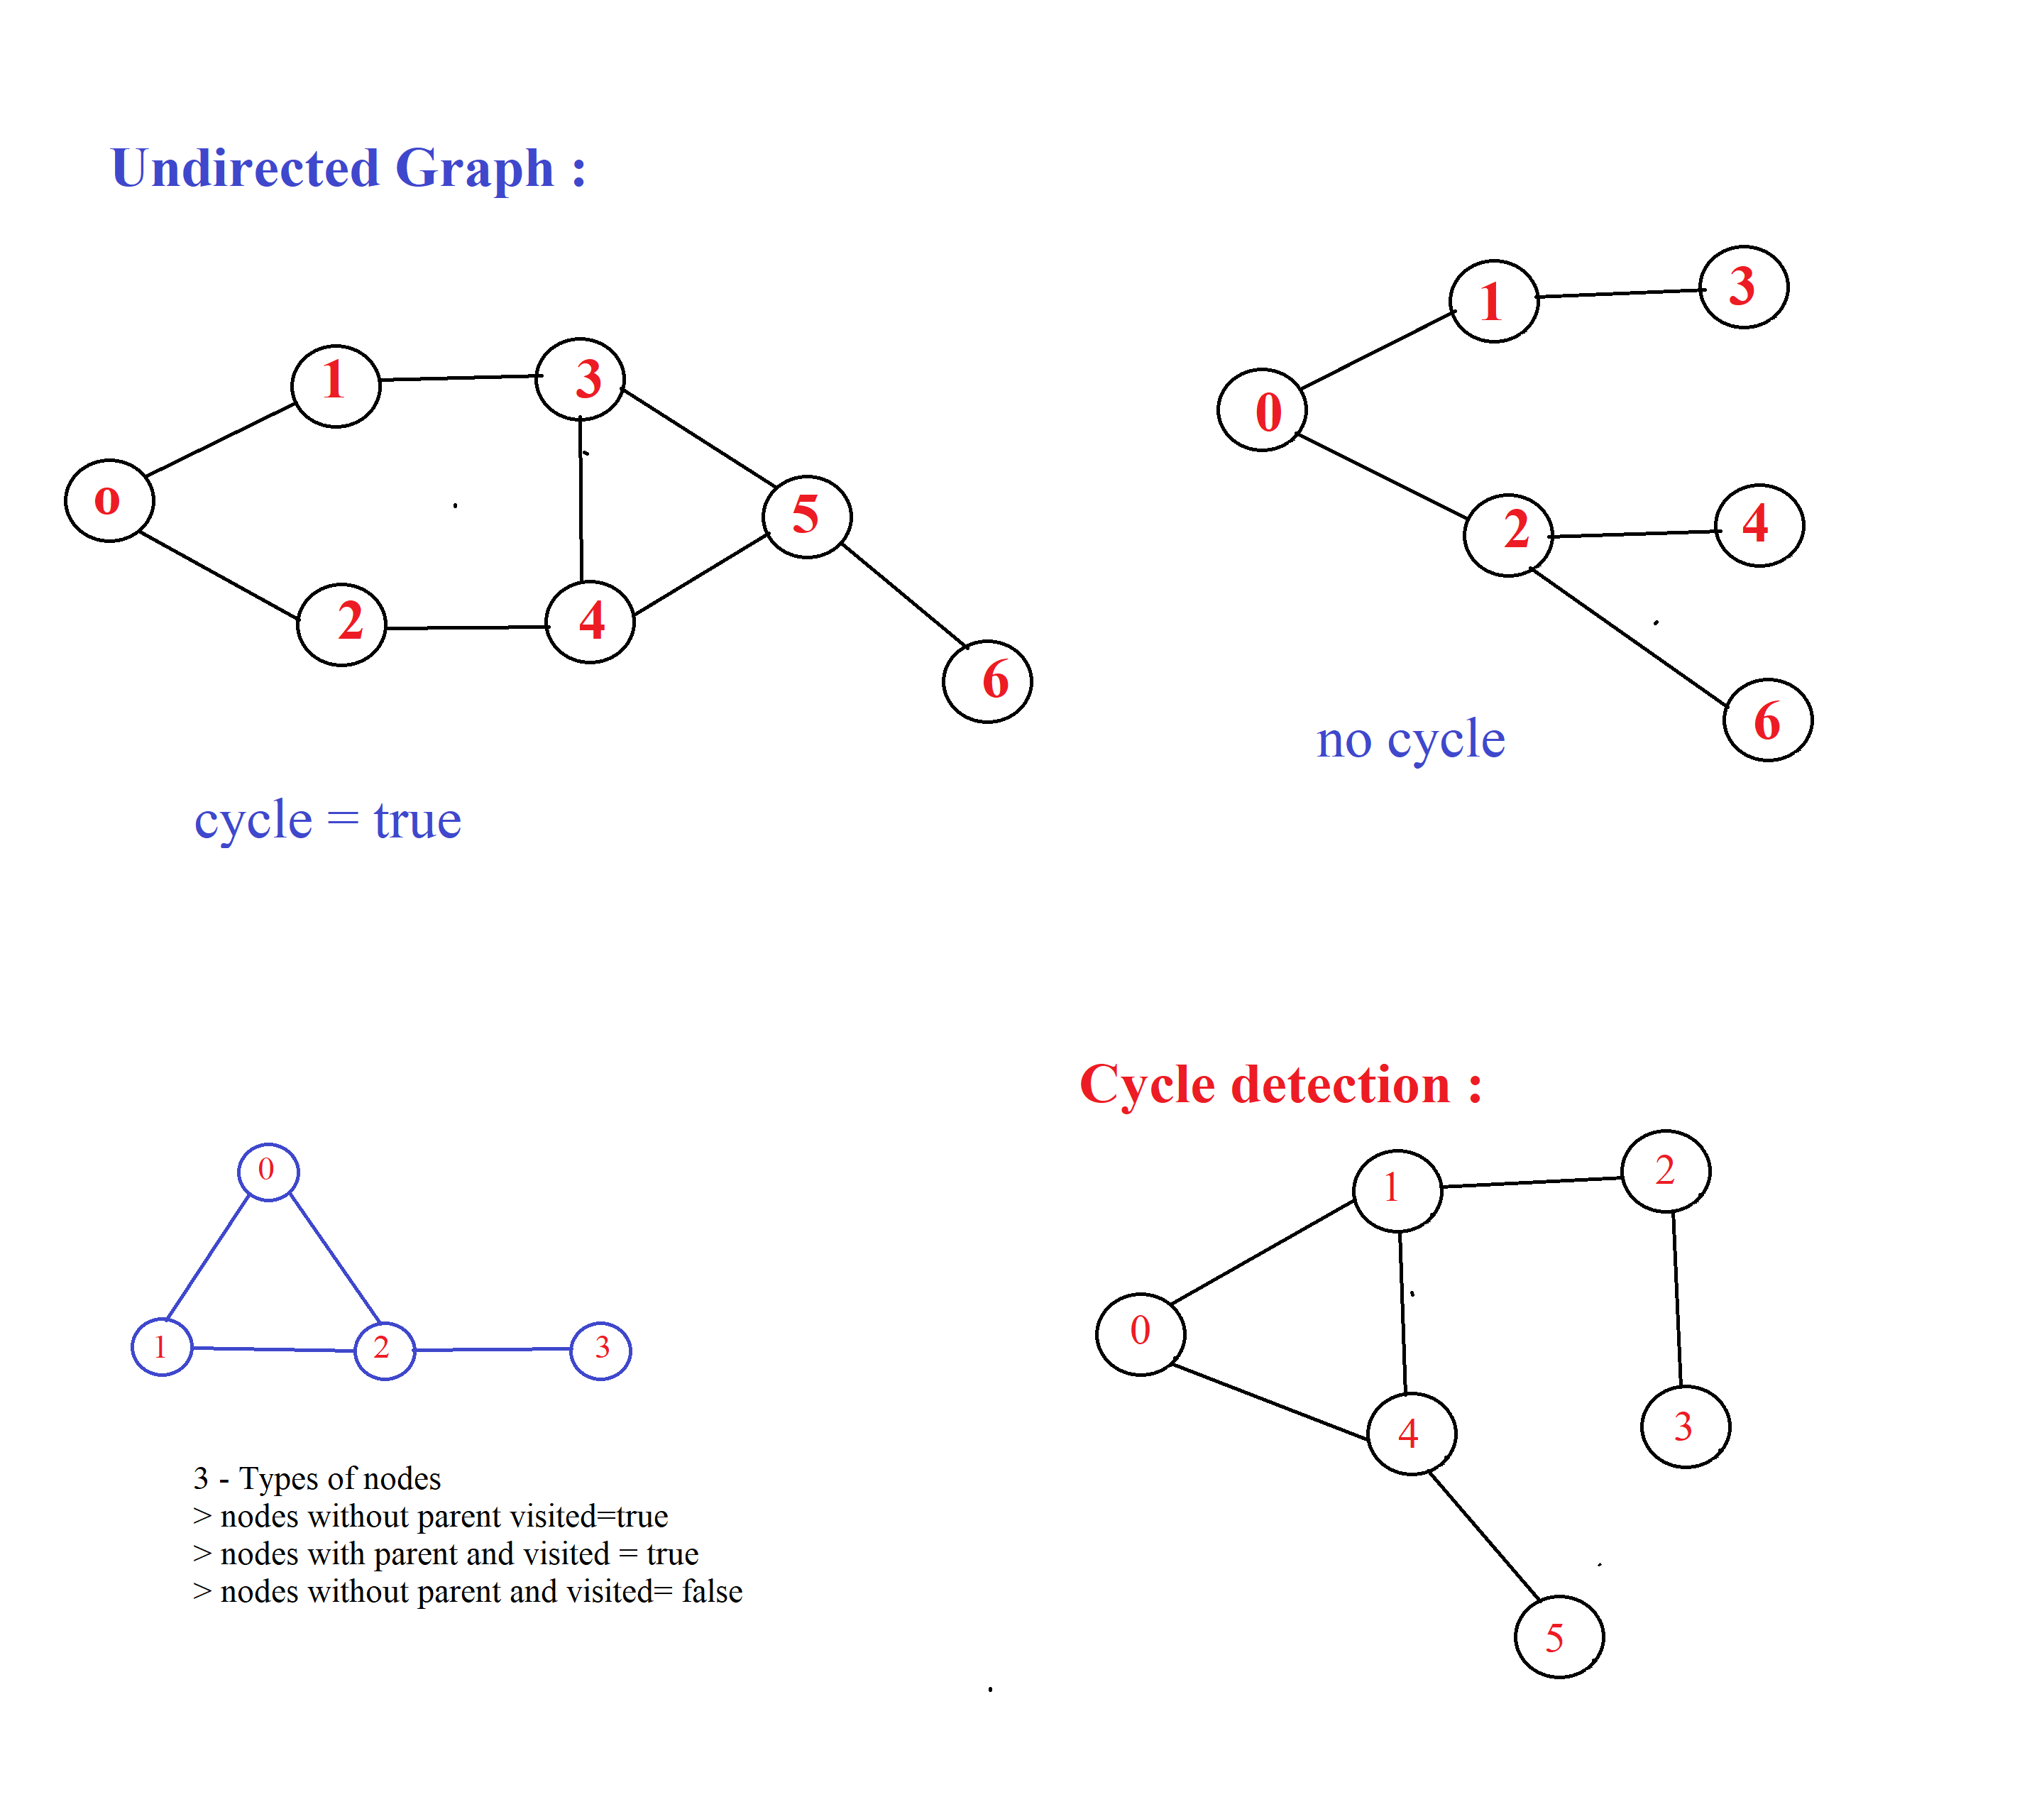 Undirected Graph :
1
3
o
5
2
4
6
cycle = true
1
3
0
2
4
6
no cycle
0
1
2
3
3 - Types of nodes
> nodes without parent visited=true
> nodes with parent and visited = true
> nodes without parent and visited= false
Cycle detection :
1
2
0
4
3
5